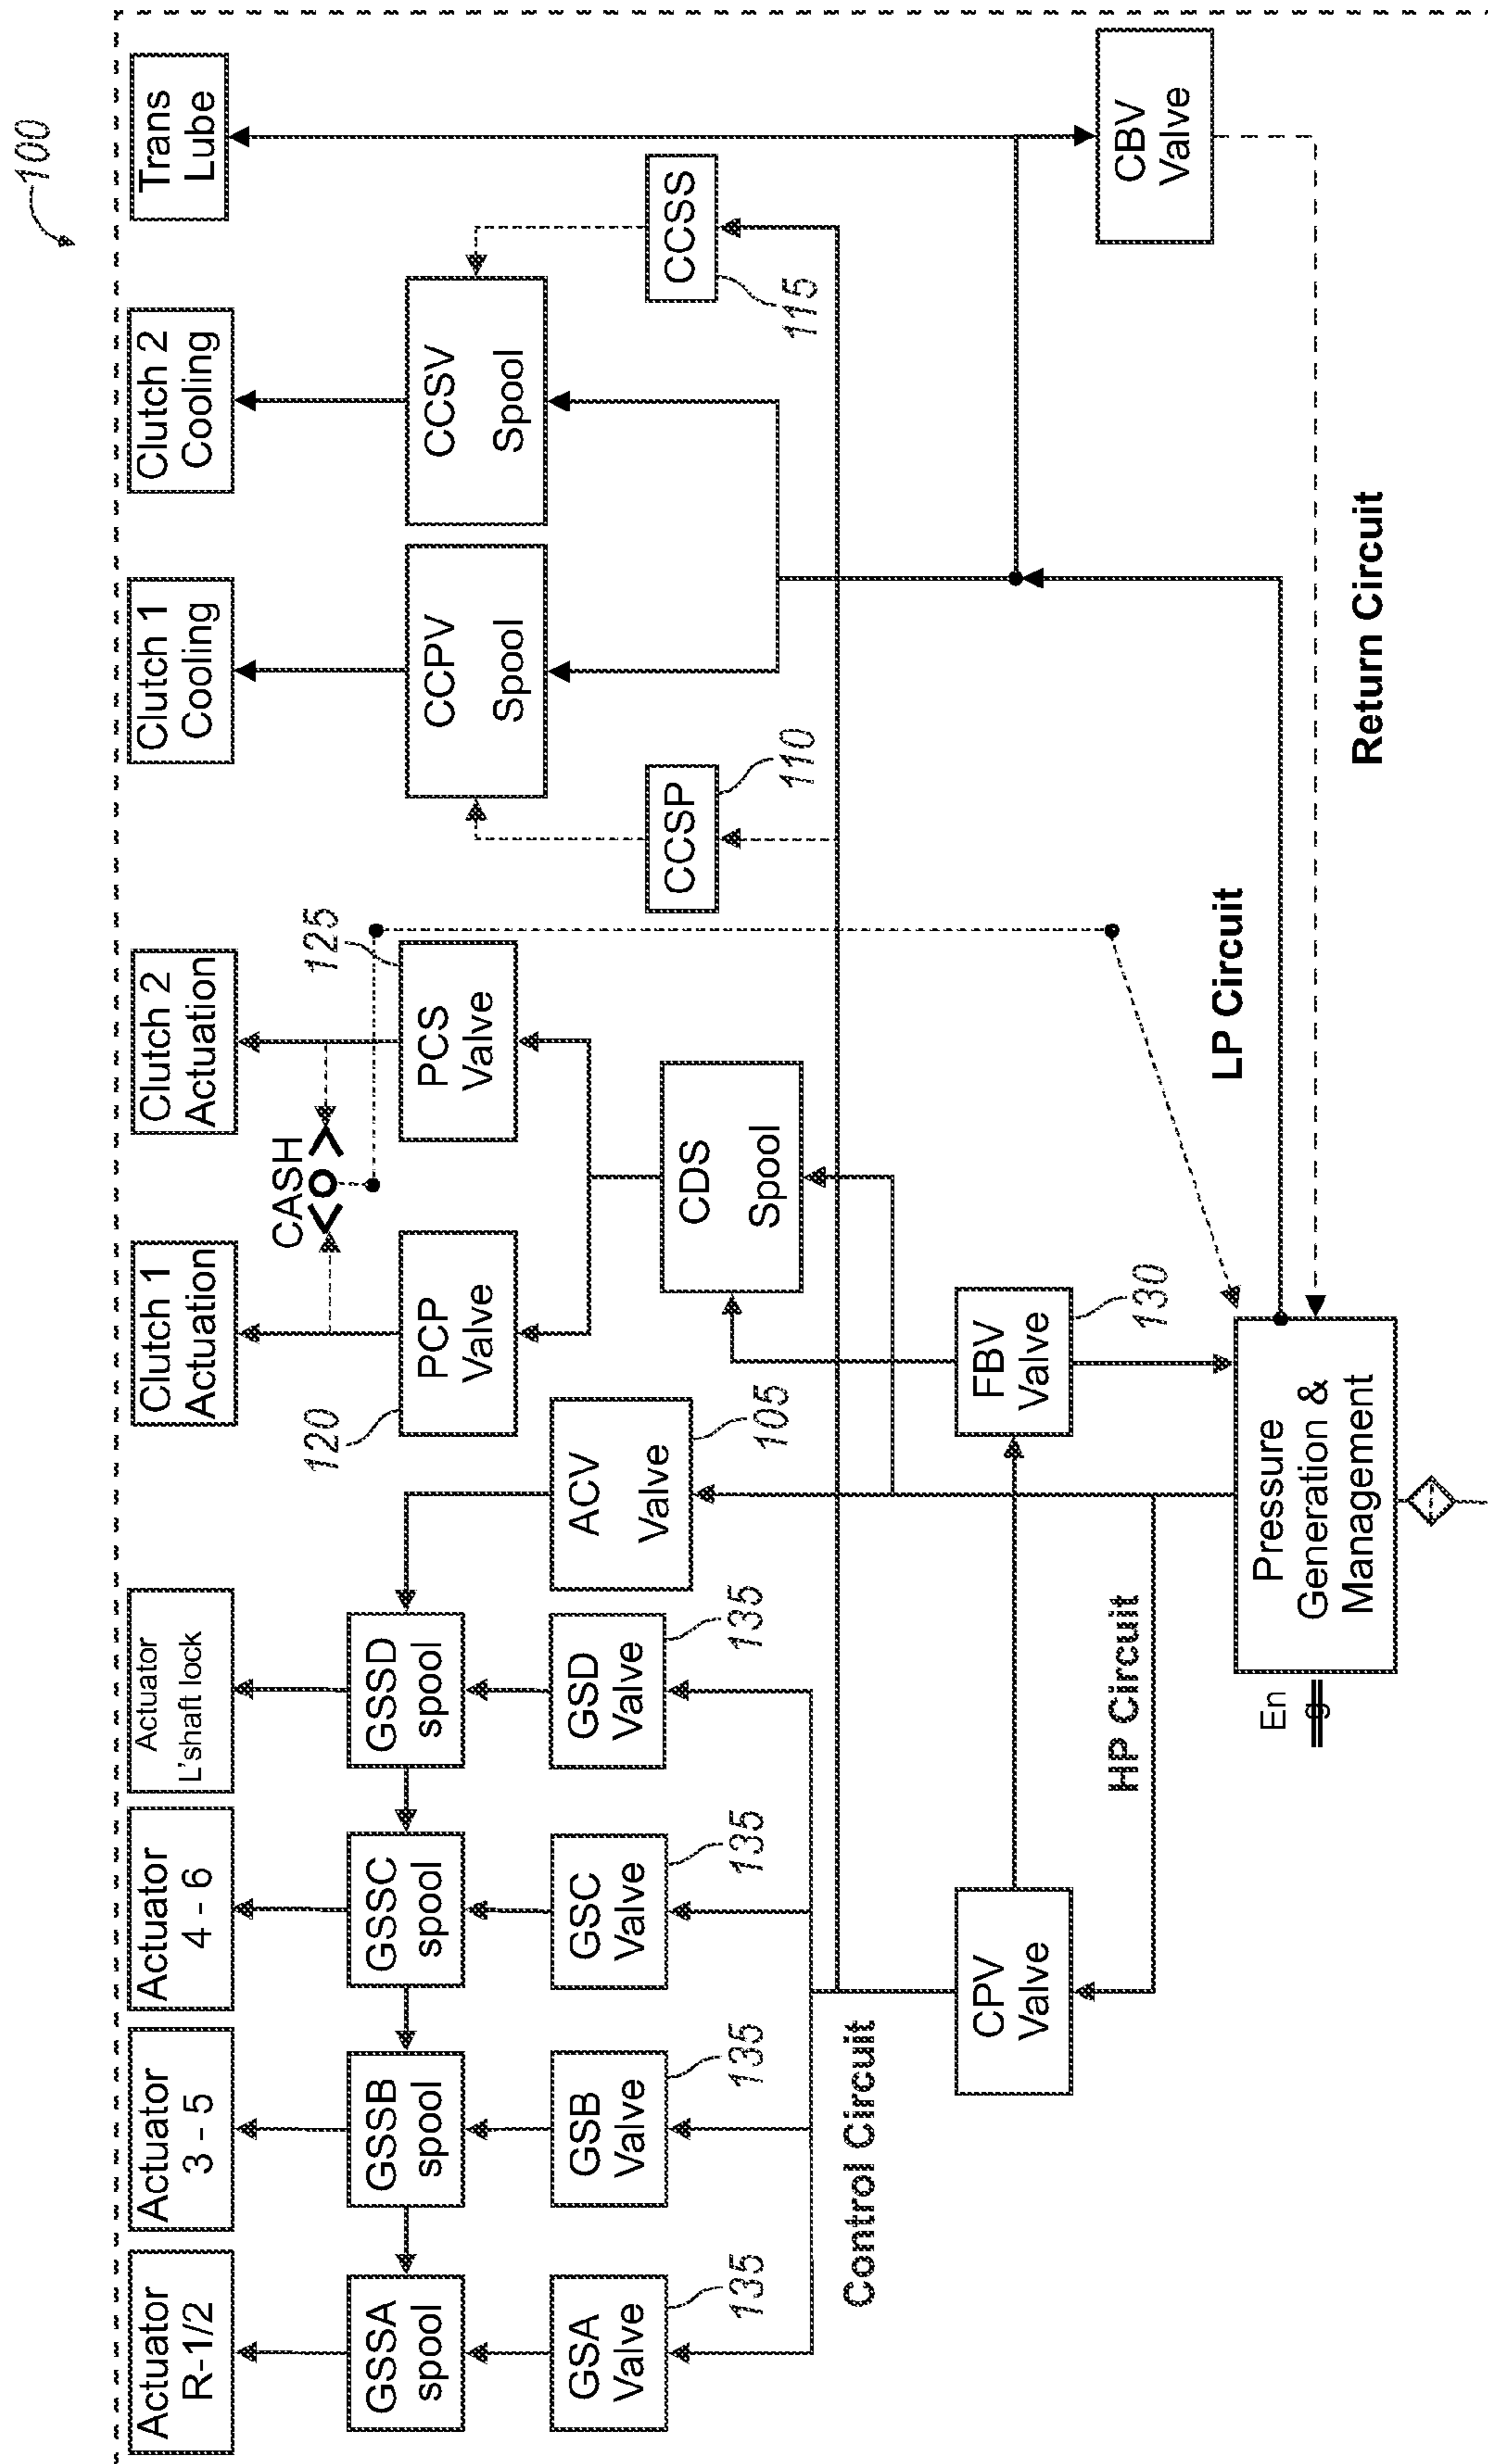 100
Actuator
R-1/2
Actuator
3 - 5
Actuator
4 - 6
Actuator
L'shaft lock
Clutch 1
Actuation
Clutch 2
Actuation
Clutch 1
Cooling
Clutch 2
Cooling
Trans
Lube
CASH
<O>
120
125
GSSA
spool
GSSB
spool
GSSC
spool
GSSD
spool
PCP
Valve
PCS
Valve
CCPV
Spool
CCSV
Spool
GSA
Valve
135
GSB
Valve
135
GSC
Valve
135
GSD
Valve
135
ACV
Valve
105
CDS
Spool
CCSP
110
CCSS
115
Control Circuit
CPV
Valve
FBV
Valve
130
CBV
Valve
HP Circuit
LP Circuit
En
g
Pressure
Generation &
Management
Return Circuit